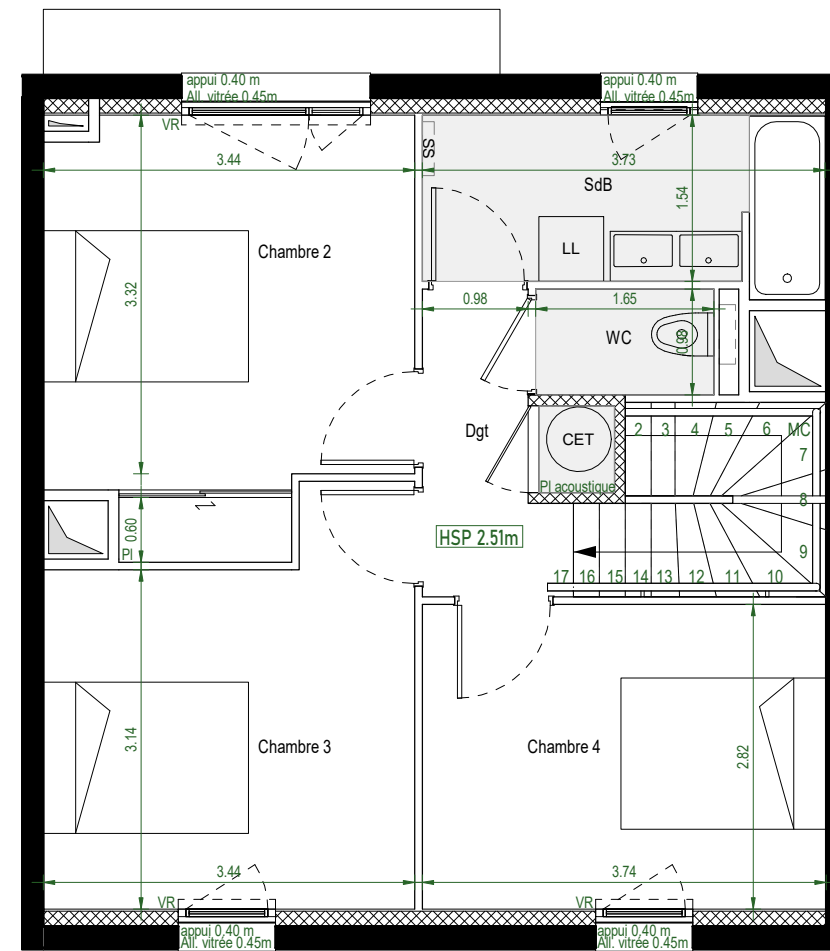 appui 0.40 m
All. vitrée 0.45m
appui 0.40 m
All. vitrée 0.45m
VR
SS
3.44
3.73
SdB
1.54
Chambre 2
LL
3.32
0.98
1.65
WC
0.98
Dgt
CET
2 3 4 5 6 MC
7
Pl acoustique
8
0.60
Pl
HSP 2.51m
9
17 16 15 14 13 12 11 10
3.14
Chambre 3
Chambre 4
2.82
3.44
3.74
VR
VR
appui 0.40 m
All. vitrée 0.45m
appui 0.40 m
All. vitrée 0.45m